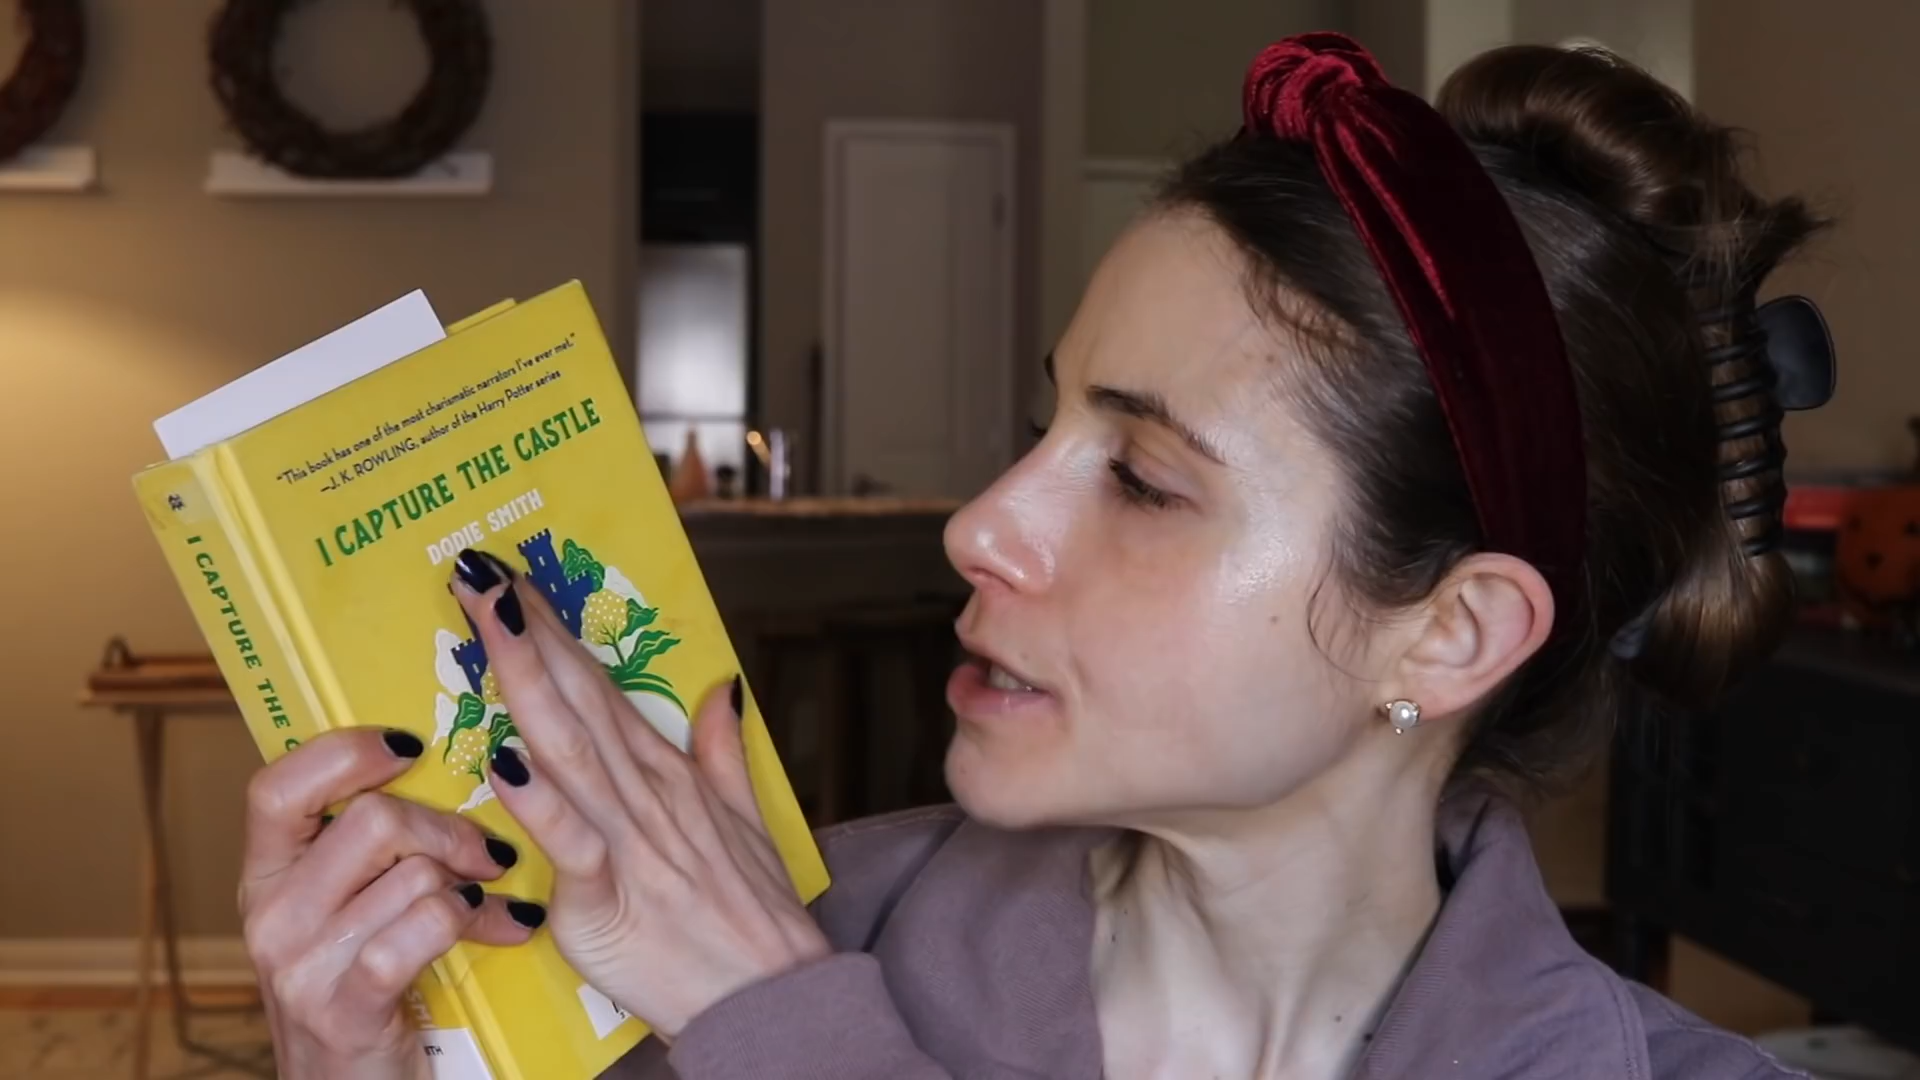 "This book has one of the most charismatic narrators I've ever met."
—J. K. ROWLING, author of the Harry Potter series
I CAPTURE THE CASTLE
DODIE SMITH
I CAPTURE THE